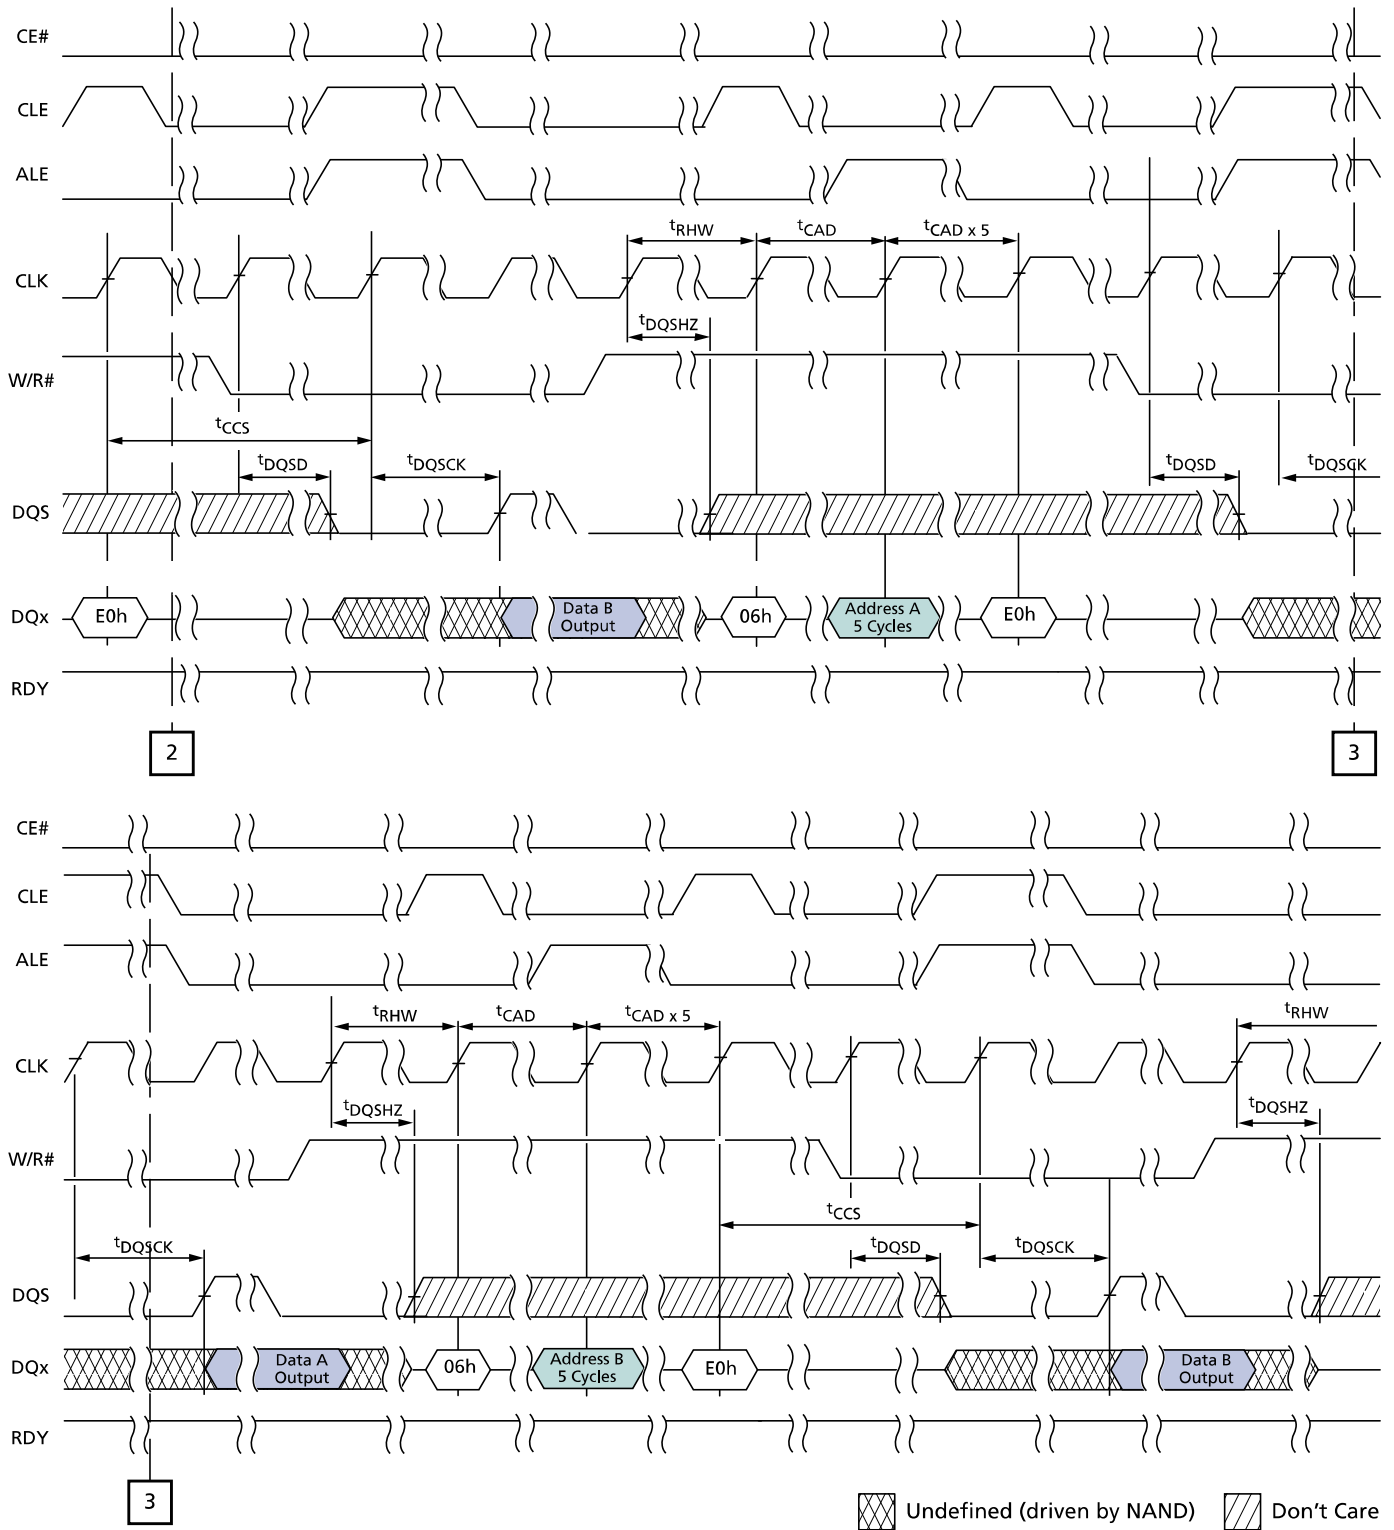 CE#
CLE
ALE
tRHW
tCAD
tCAD x 5
CLK
tDQSHZ
W/R#
tCCS
tDQSD
tDQSCK
tDQSD
tDQSCK
DQS
DQx
E0h
Data B
Output
06h
Address A
5 Cycles
E0h
RDY
2
3
CE#
CLE
ALE
tRHW
tCAD
tCAD x 5
tRHW
CLK
tDQSHZ
tDQSHZ
W/R#
tCCS
tDQSCK
tDQSD
tDQSCK
DQS
DQx
Data A
Output
06h
Address B
5 Cycles
E0h
Data B
Output
RDY
3
Undefined (driven by NAND)
Don't Care